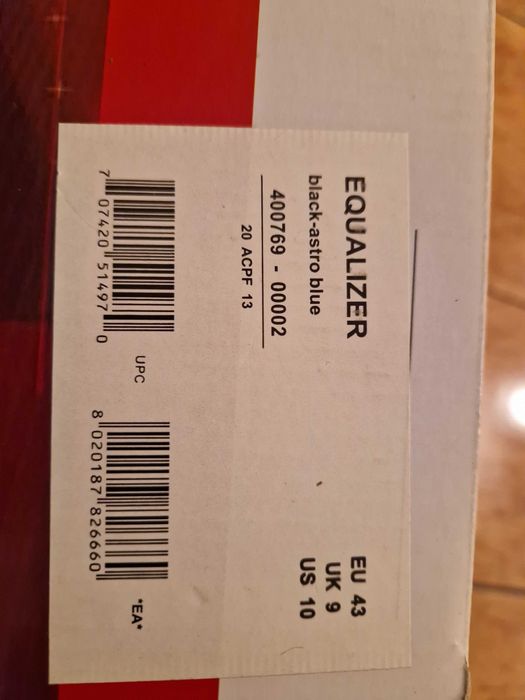 EQUALIZER
black-astro blue
400769 - 00002
20 ACPF 13
EU 43
UK 9
US 10
7 07420 51497 0
UPC
8 020187 826660
*EA*